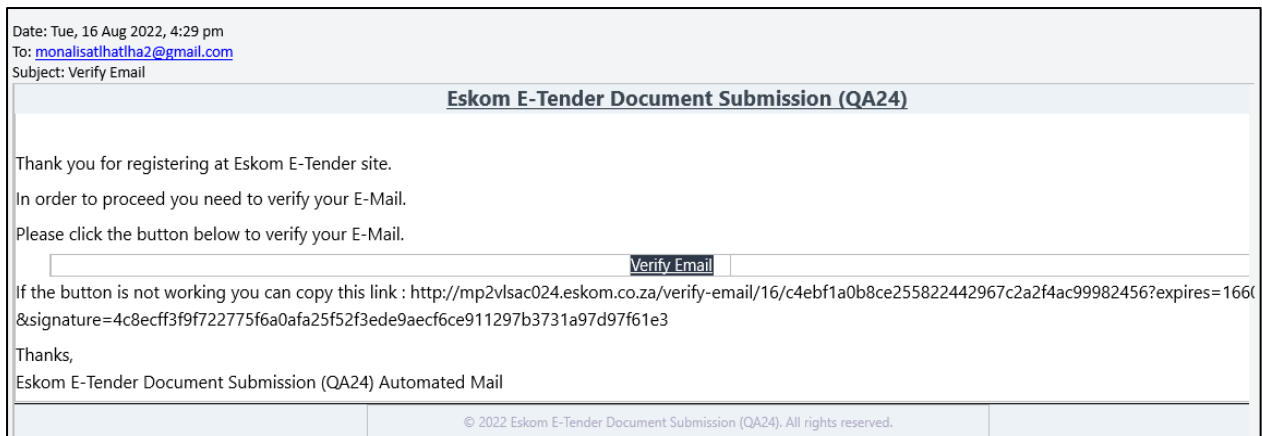 Date: Tue, 16 Aug 2022, 4:29 pm
To: monalisatlhatlha2@gmail.com
Subject: Verify Email
Eskom E-Tender Document Submission (QA24)
Thank you for registering at Eskom E-Tender site.
In order to proceed you need to verify your E-Mail.
Please click the button below to verify your E-Mail.
Verify Email
If the button is not working you can copy this link : http://mp2vlsac024.eskom.co.za/verify-email/16/c4ebf1a0b8ce255822442967c2a2f4ac99982456?expires=1660
&signature=4c8ecff3f9f722775f6a0afa25f52f3ede9aecf6ce911297b3731a97d97f61e3
Thanks,
Eskom E-Tender Document Submission (QA24) Automated Mail
© 2022 Eskom E-Tender Document Submission (QA24). All rights reserved.